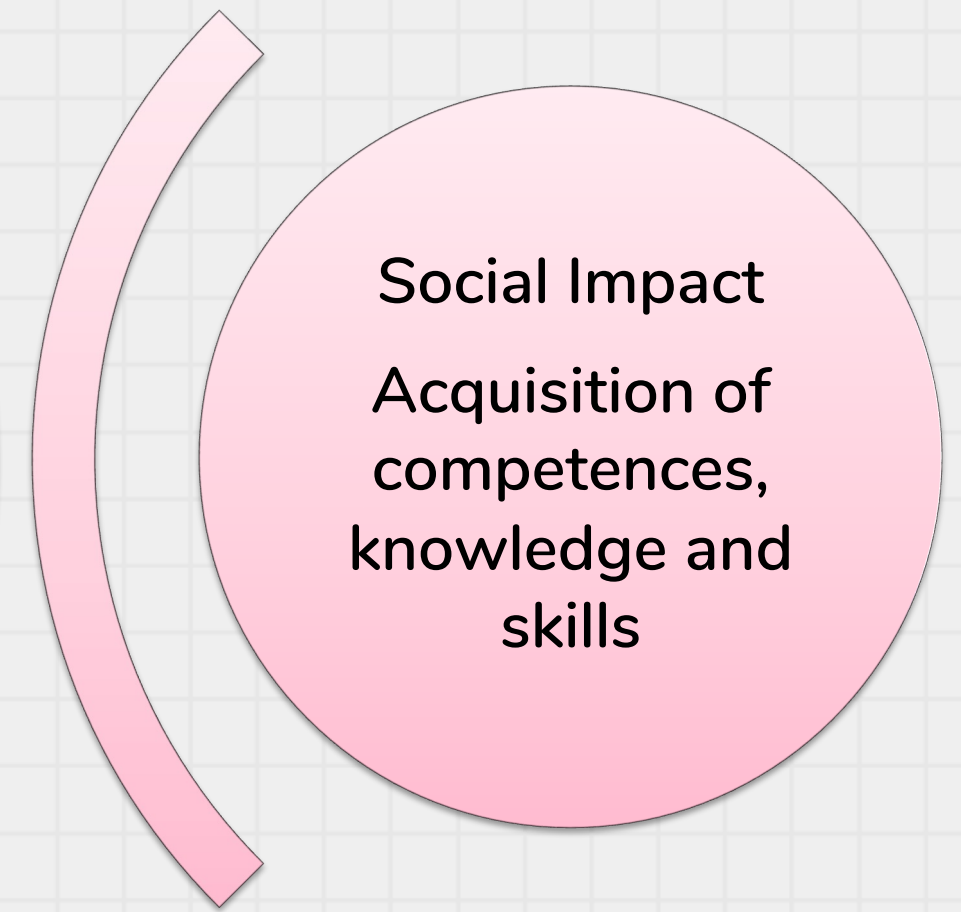 Social Impact
Acquisition of
competences,
knowledge and
skills